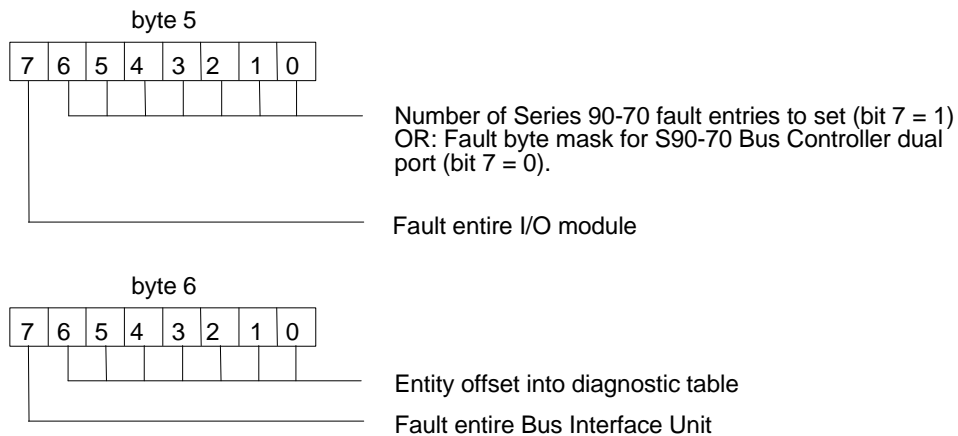 byte 5
7 6 5 4 3 2 1 0
Number of Series 90-70 fault entries to set (bit 7 = 1)
OR: Fault byte mask for S90-70 Bus Controller dual
port (bit 7 = 0).
Fault entire I/O module
byte 6
7 6 5 4 3 2 1 0
Entity offset into diagnostic table
Fault entire Bus Interface Unit